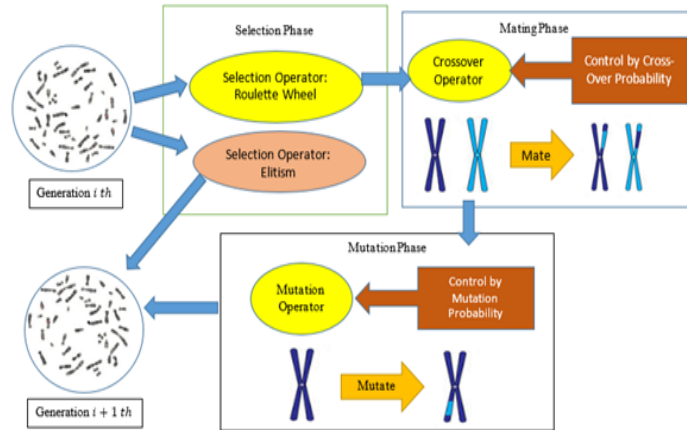 Selection Phase
Selection Operator:
Roulette Wheel
Selection Operator:
Elitism
Generation i th
Mating Phase
Crossover
Operator
Control by Cross-
Over Probability
Mate
Mutation Phase
Mutation
Operator
Control by
Mutation
Probability
Mutate
Generation i + 1 th